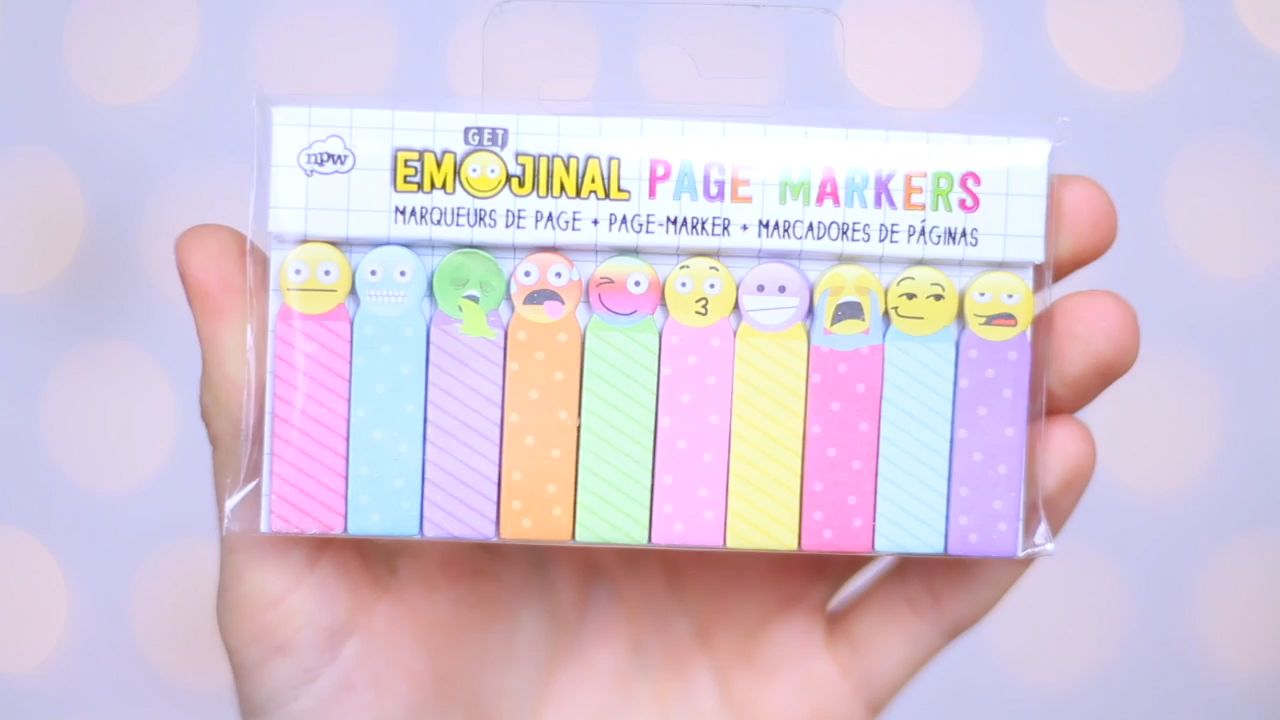 GET
npw
EMOJINAL PAGE MARKERS
MARQUEURS DE PAGE + PAGE-MARKER + MARCADORES DE PÁGINAS